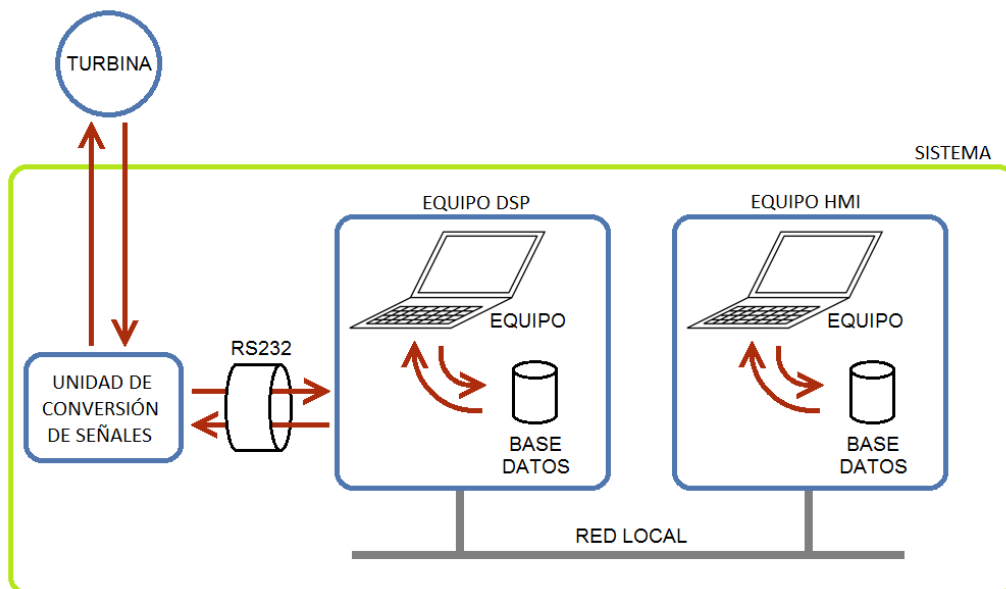 TURBINA
SISTEMA
EQUIPO DSP
EQUIPO HMI
EQUIPO
EQUIPO
RS232
UNIDAD DE
CONVERSIÓN
DE SEÑALES
BASE
DATOS
BASE
DATOS
RED LOCAL